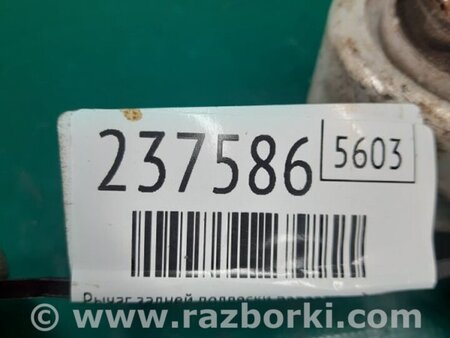 237586 5603
Рычаг задней подвески
www.razborki.com